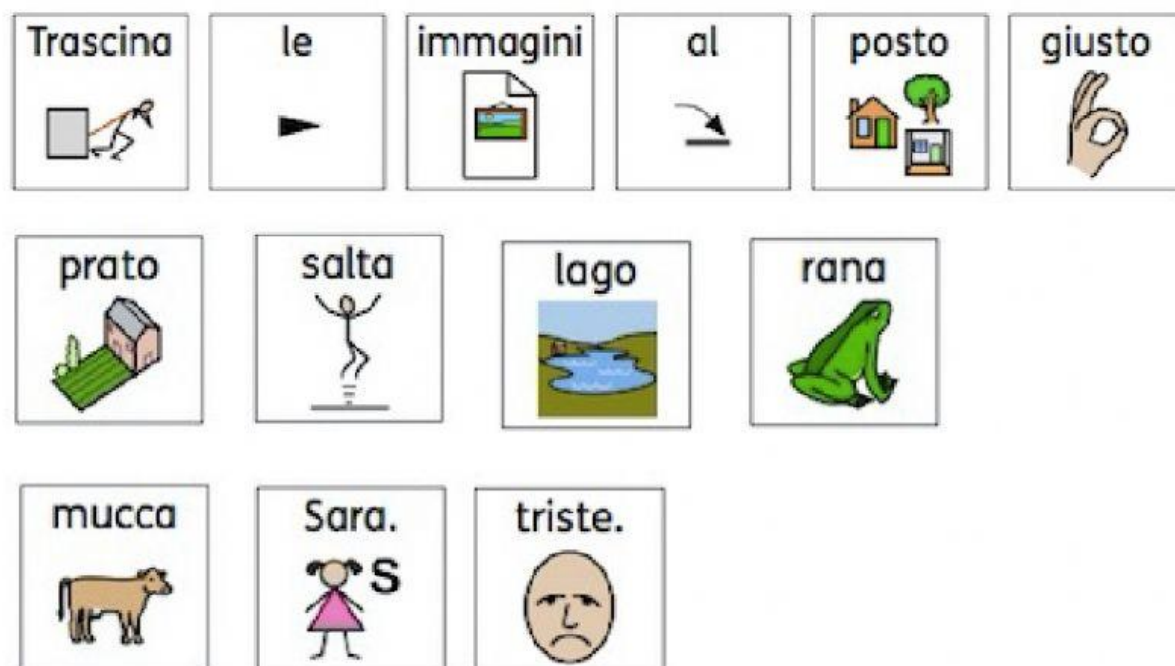 Trascina le immagini al posto giusto
prato salta lago rana
mucca Sara. S triste.